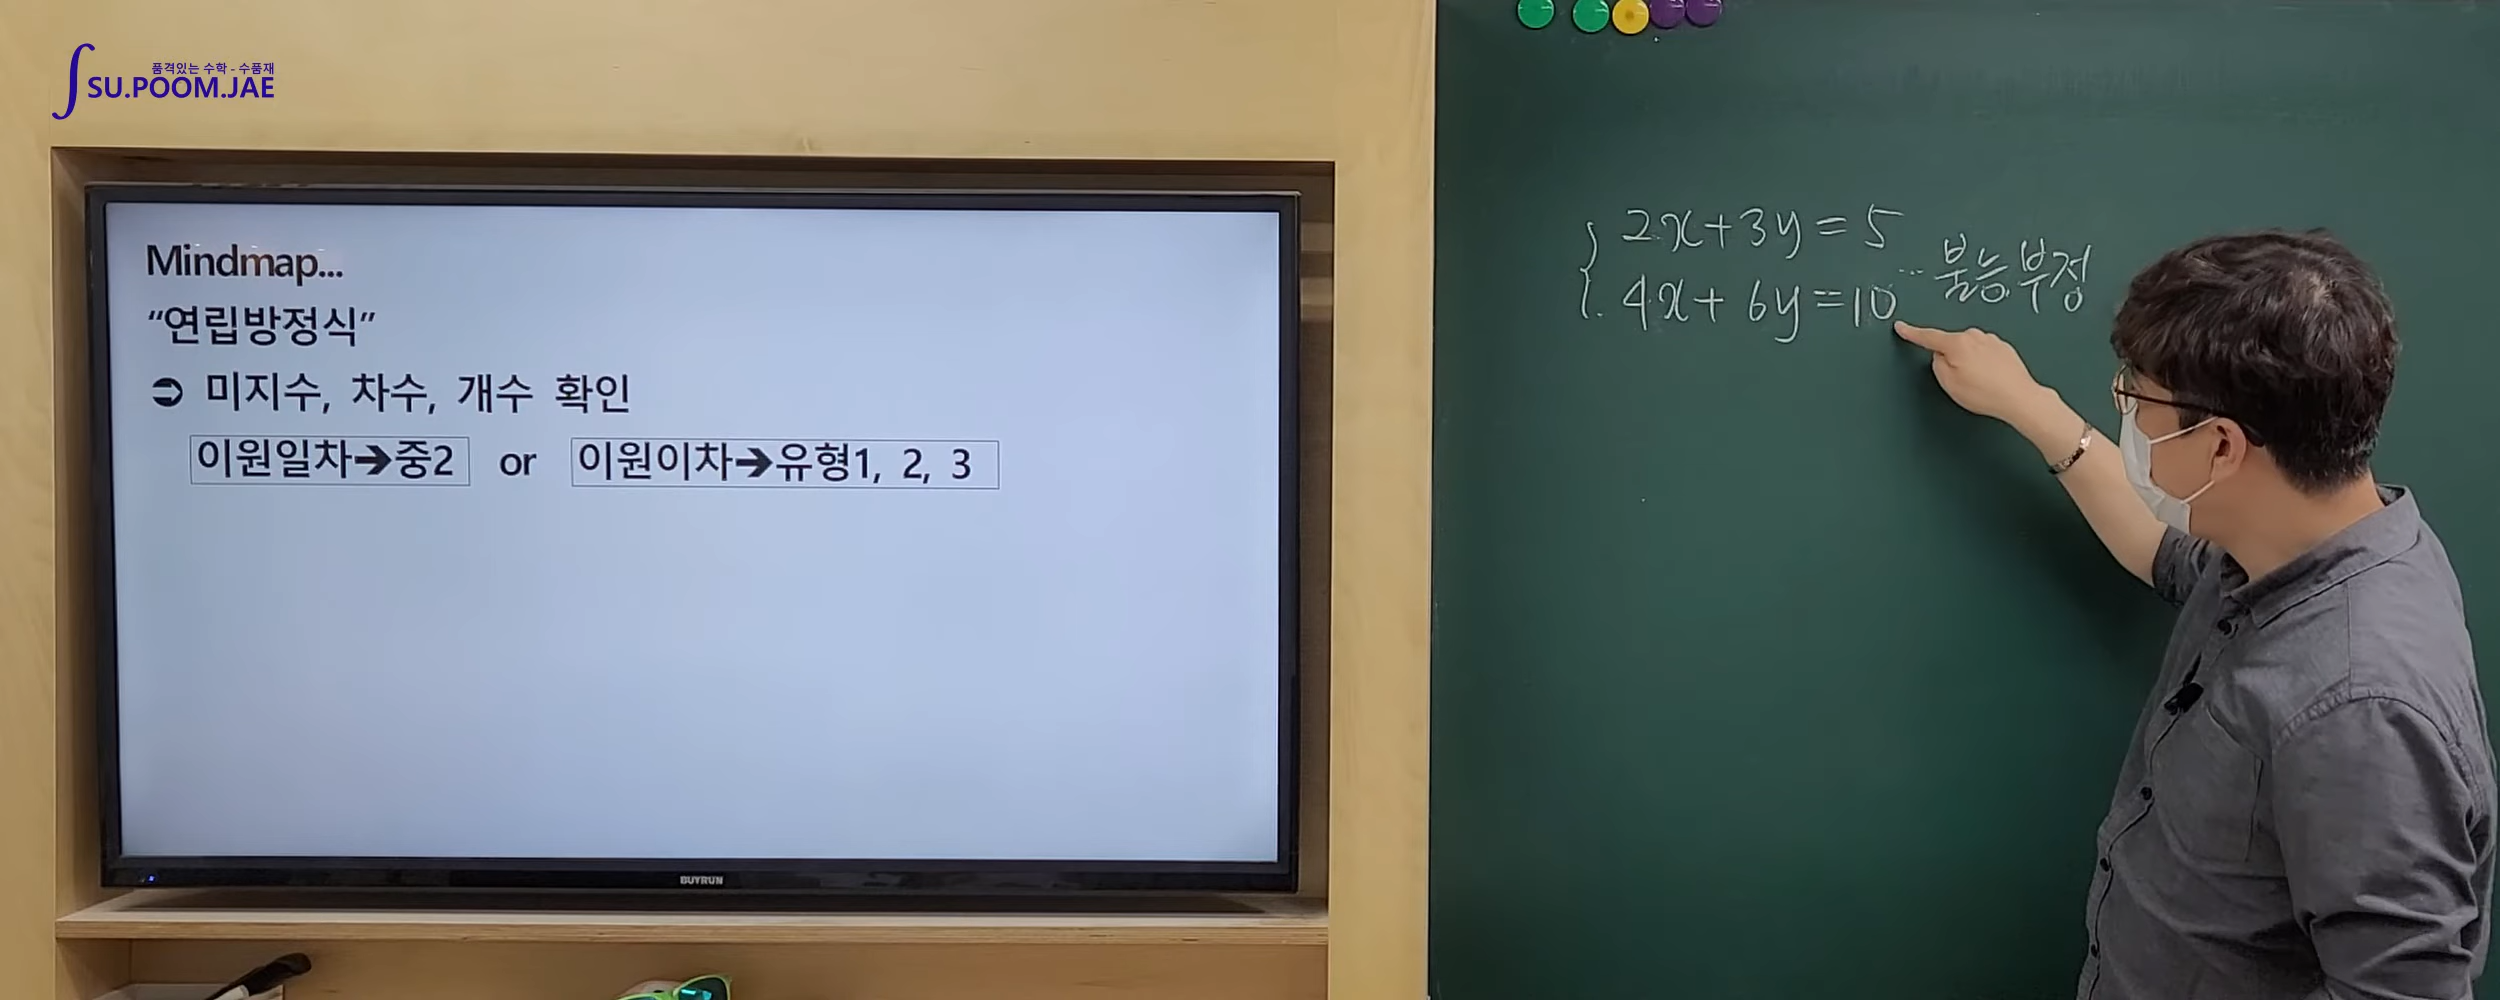 품격있는 수학 - 수품재
SU.POOM.JAE
Mindmap...
“연립방정식”
➲ 미지수, 차수, 개수 확인
이원일차➔중2 or 이원이차➔유형1, 2, 3
BUYRUN
2x+3y=5
4x+6y=10
... 불능부정